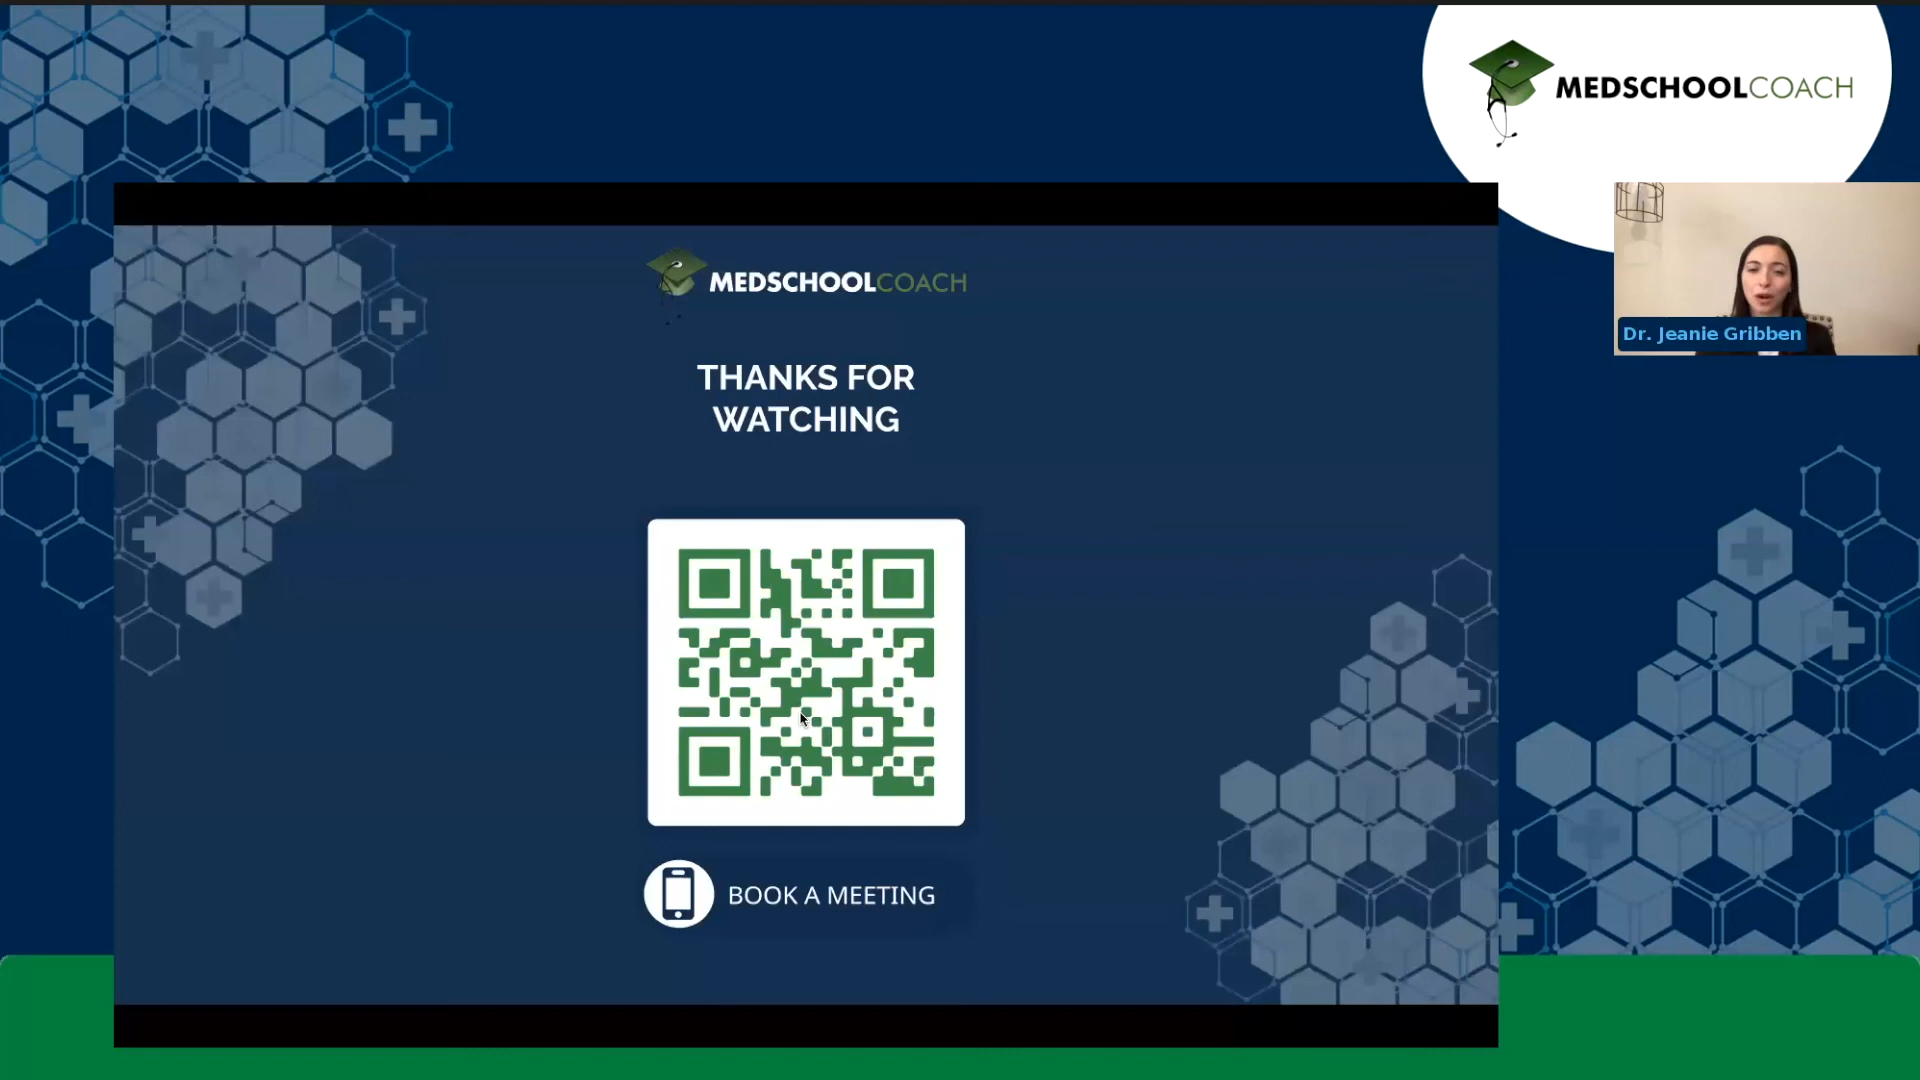 MEDSCHOOLCOACH
Dr. Jeanie Gribben
MEDSCHOOLCOACH
THANKS FOR
WATCHING
BOOK A MEETING